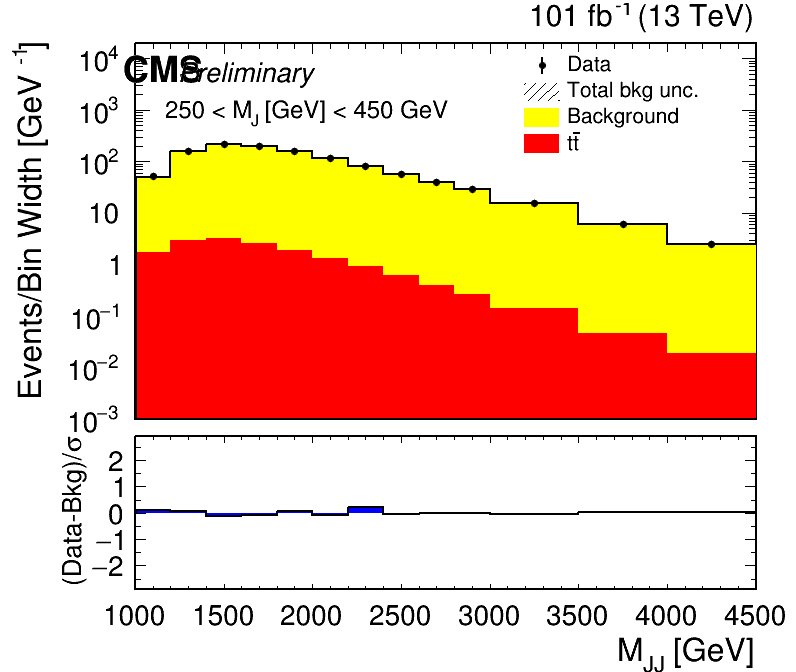 101 fb⁻¹ (13 TeV)
CMS Preliminary
250 < M_J [GeV] < 450 GeV
Data
Total bkg unc.
Background
tt̄
Events/Bin Width [GeV⁻¹]
10⁴
10³
10²
10
1
10⁻¹
10⁻²
10⁻³
(Data-Bkg)/σ
2
1
0
−1
−2
1000 1500 2000 2500 3000 3500 4000 4500
M_JJ [GeV]